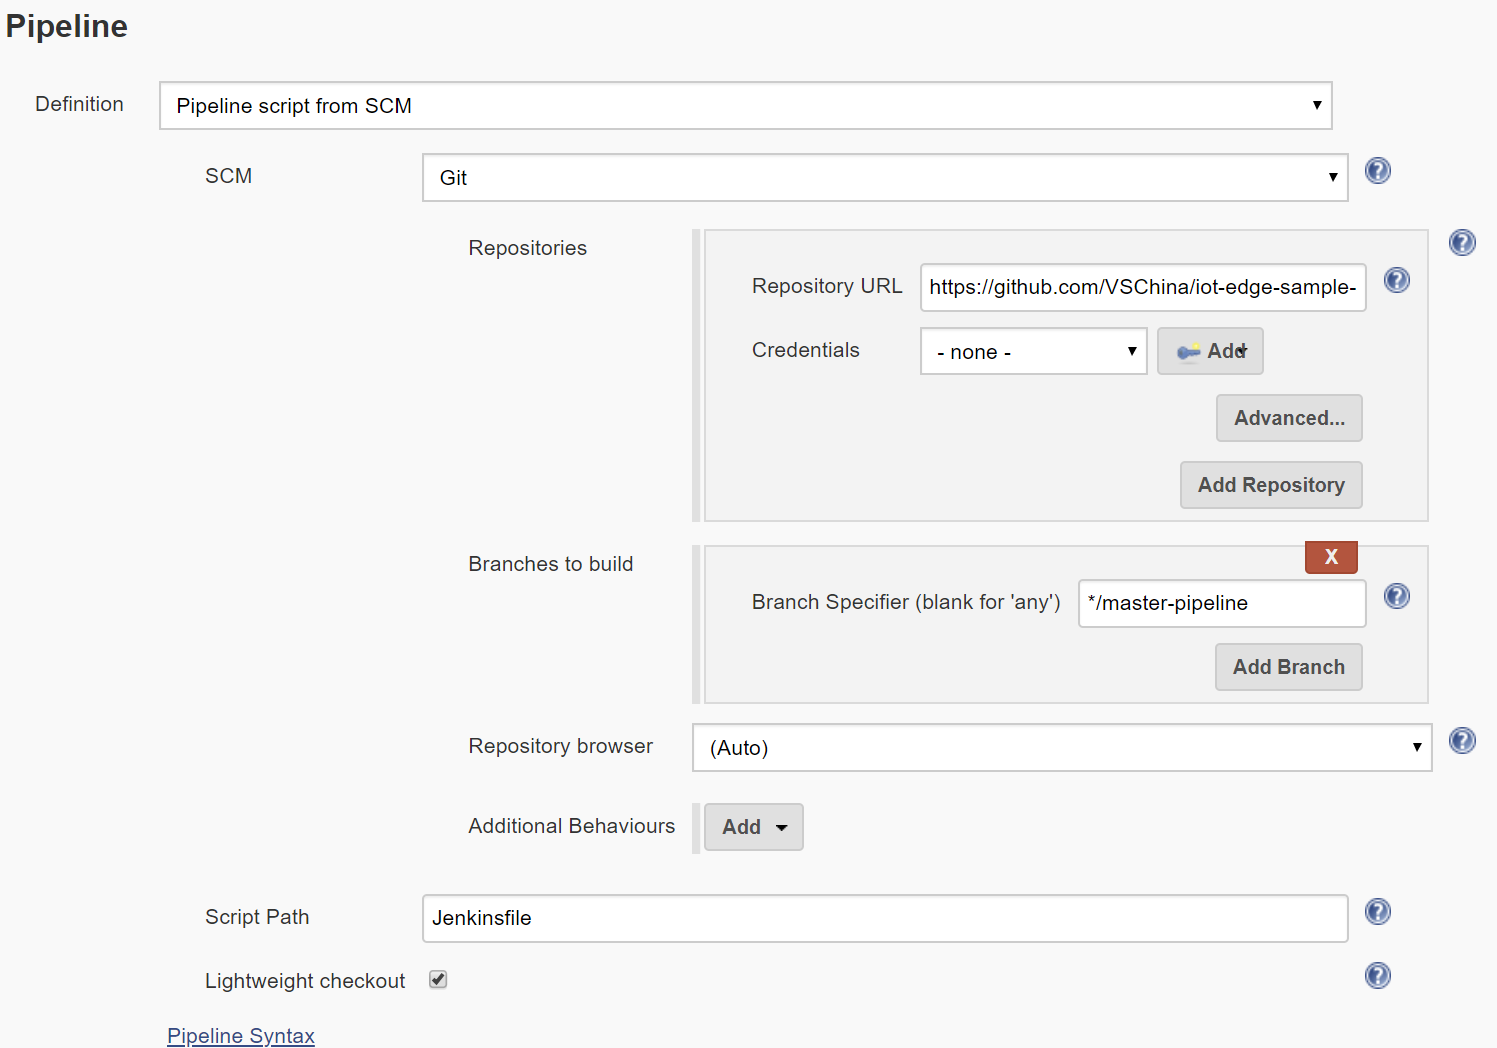 Pipeline
Definition
Pipeline script from SCM
SCM
Git
Repositories
Repository URL
https://github.com/VSChina/iot-edge-sample-
Credentials
- none -
Add
Advanced...
Add Repository
Branches to build
X
Branch Specifier (blank for 'any')
*/master-pipeline
Add Branch
Repository browser
(Auto)
Additional Behaviours
Add
Script Path
Jenkinsfile
Lightweight checkout
Pipeline Syntax